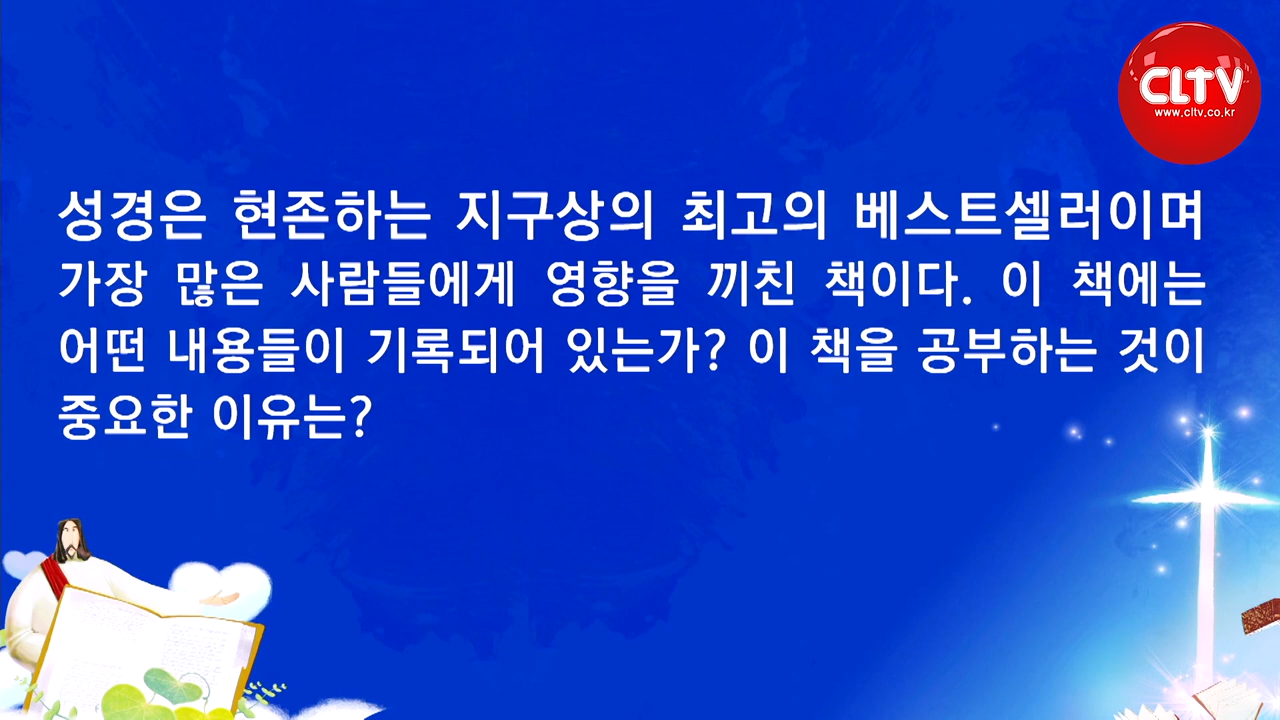 CLTV
www.cltv.co.kr
성경은 현존하는 지구상의 최고의 베스트셀러이며
가장 많은 사람들에게 영향을 끼친 책이다. 이 책에는
어떤 내용들이 기록되어 있는가? 이 책을 공부하는 것이
중요한 이유는?